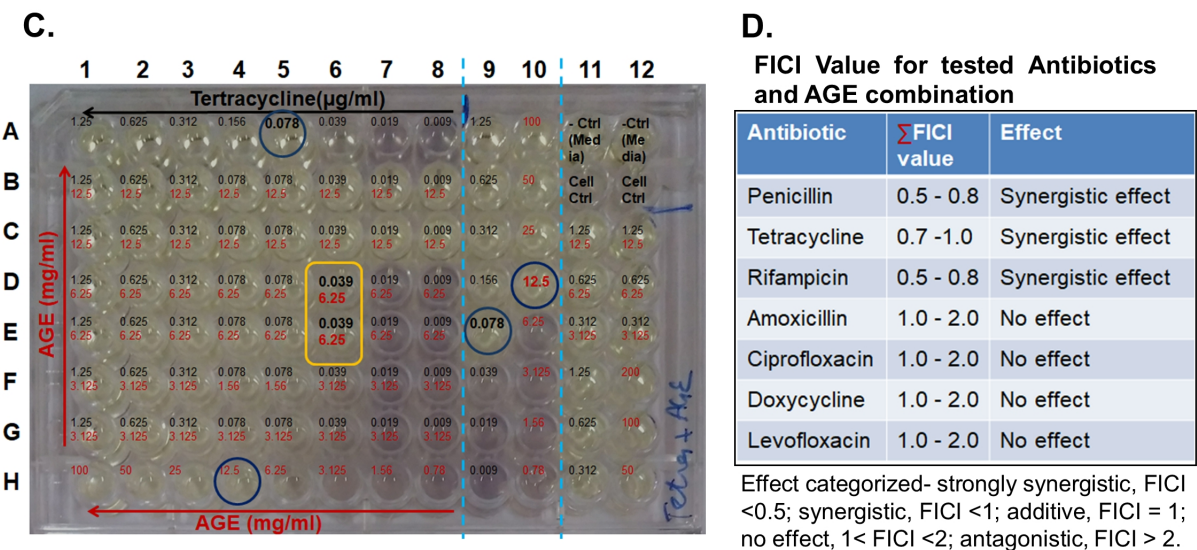 C.
1 2 3 4 5 6 7 8 9 10 11 12
Tertracycline(µg/ml)
A 1.25 0.625 0.312 0.156 0.078 0.039 0.019 0.009 1.25 100 - Ctrl (Med ia) -Ctrl (Me dia)
B 1.25 0.625 0.312 0.078 0.078 0.039 0.019 0.009 0.625 50 Cell Ctrl Cell Ctrl
12.5 12.5 12.5 12.5 12.5 12.5 12.5 12.5
C 1.25 0.625 0.312 0.078 0.078 0.039 0.019 0.009 0.312 25 1.25 1.25
12.5 12.5 12.5 12.5 12.5 12.5 12.5 12.5 12.5 12.5
D 1.25 0.625 0.312 0.078 0.078 0.039 0.019 0.009 0.156 12.5 0.625 0.625
6.25 6.25 6.25 6.25 6.25 6.25 6.25 6.25 6.25 6.25
E 1.25 0.625 0.312 0.078 0.078 0.039 0.019 0.009 0.078 6.25 0.312 0.312
6.25 6.25 6.25 6.25 6.25 6.25 6.25 6.25 3.125 3.125
F 1.25 0.625 0.312 0.078 0.078 0.039 0.019 0.009 0.039 3.125 1.25 200
3.125 3.125 3.125 1.56 1.56 3.125 3.125 3.125
G 1.25 0.625 0.312 0.078 0.078 0.039 0.019 0.009 0.019 1.56 0.625 100
3.125 3.125 3.125 3.125 3.125 3.125 3.125 3.125
H 100 50 25 12.5 6.25 3.125 1.56 0.78 0.009 0.78 0.312 50
AGE (mg/ml)
AGE (mg/ml)
Tetra + AGE
D.
FICI Value for tested Antibiotics
and AGE combination
Antibiotic ∑FICI value Effect
Penicillin 0.5 - 0.8 Synergistic effect
Tetracycline 0.7 -1.0 Synergistic effect
Rifampicin 0.5 - 0.8 Synergistic effect
Amoxicillin 1.0 - 2.0 No effect
Ciprofloxacin 1.0 - 2.0 No effect
Doxycycline 1.0 - 2.0 No effect
Levofloxacin 1.0 - 2.0 No effect
Effect categorized- strongly synergistic, FICI
<0.5; synergistic, FICI <1; additive, FICI = 1;
no effect, 1< FICI <2; antagonistic, FICI > 2.